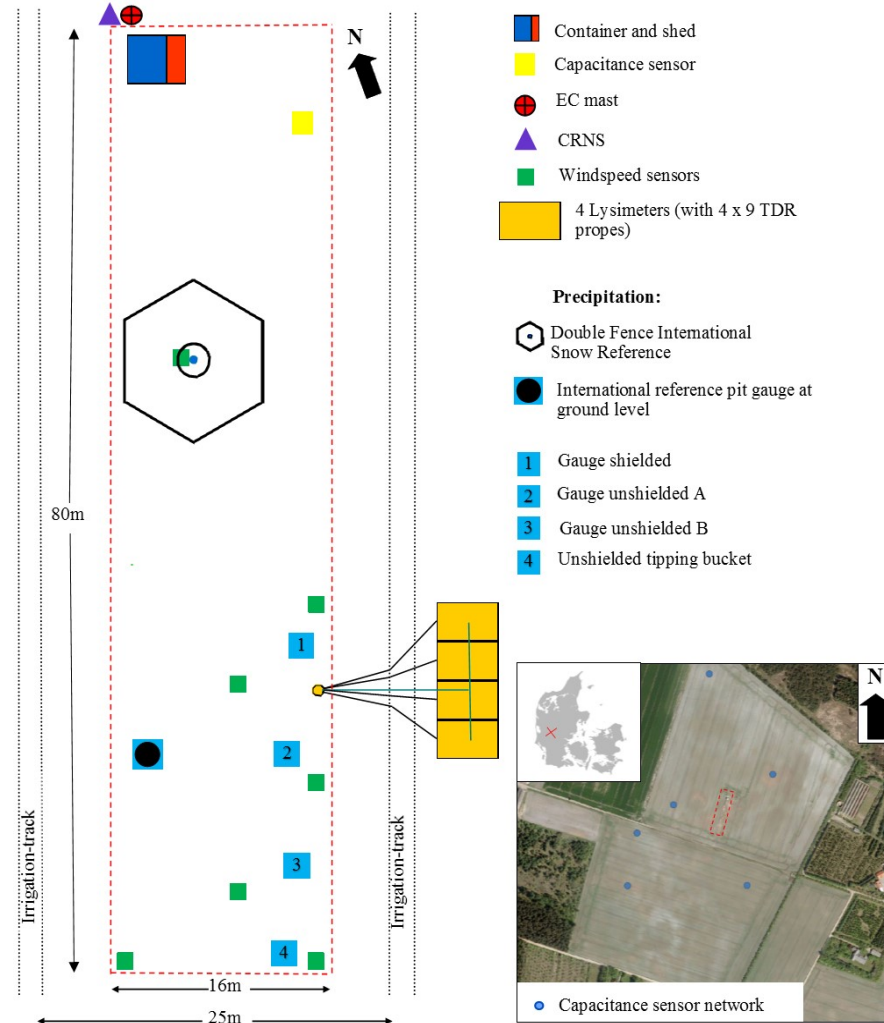 N
Container and shed
Capacitance sensor
EC mast
CRNS
Windspeed sensors
4 Lysimeters (with 4 x 9 TDR
propes)
Precipitation:
Double Fence International
Snow Reference
International reference pit gauge at
ground level
1 Gauge shielded
2 Gauge unshielded A
3 Gauge unshielded B
4 Unshielded tipping bucket
80m
1
2
3
4
Irrigation-track
Irrigation-track
16m
25m
N
Capacitance sensor network